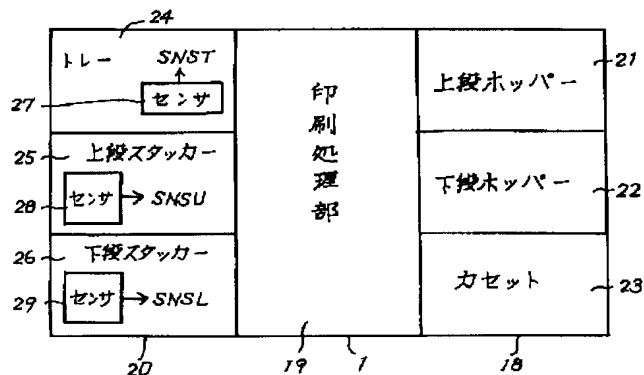 24
トレー
SNST
27
センサ
25
上段スタッカー
28
センサ
SNSU
26
下段スタッカー
29
センサ
SNSL
20
印刷処理部
19
1
21
上段ホッパー
下段ホッパー
22
カセット
23
18